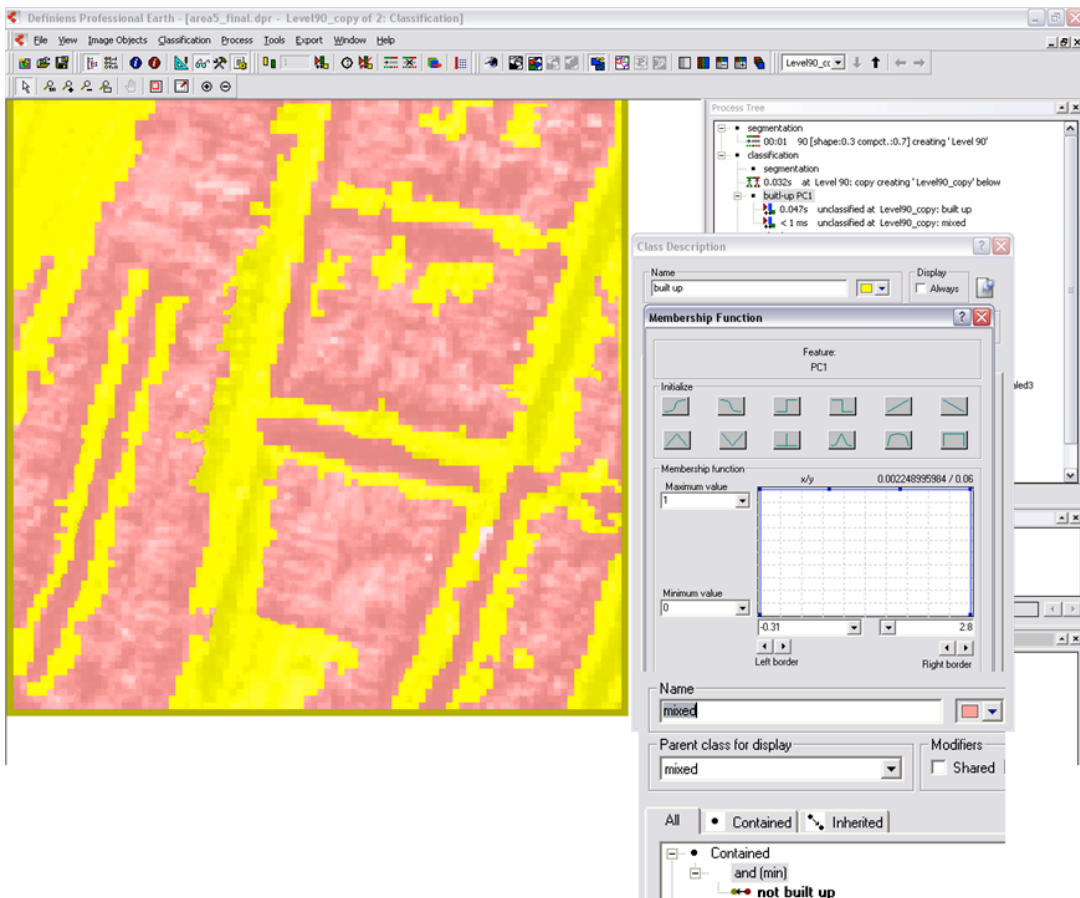 Definiens Professional Earth - [area5_final.dpr - Level90_copy of 2: Classification]
File View Image Objects Classification Process Tools Export Window Help
1 Level90_cc
Process Tree
segmentation
00:01 90 [shape:0.3 compct.:0.7] creating 'Level 90'
classification
segmentation
0.032s at Level 90: copy creating 'Level90_copy' below
buitl-up PC1
0.047s unclassified at Level90_copy: built up
< 1 ms unclassified at Level90_copy: mixed
Class Description
Name
built up
Display
Always
Membership Function
Feature:
PC1
aled3
Initialize
Membership function
Maximum value
x/y
0.002248995984 / 0.06
1
Minimum value
0
-0.31
2.8
Left border
Right border
Name
mixed
Parent class for display
Modifiers
mixed
Shared
All
Contained
Inherited
Contained
and (min)
not built up